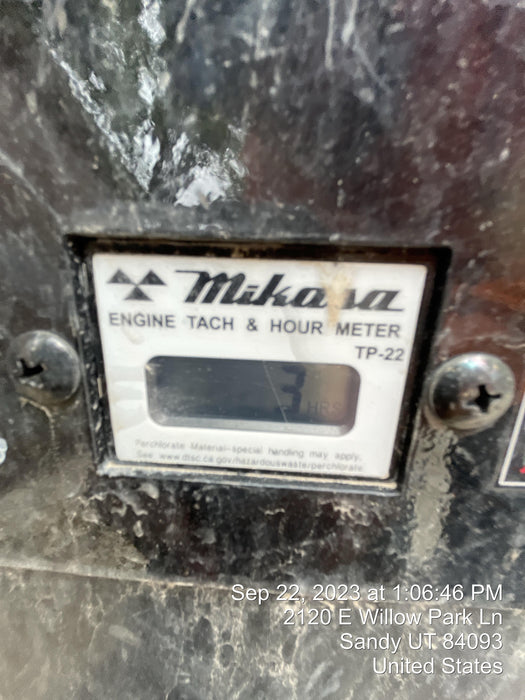 Mikasa
ENGINE TACH & HOUR METER
TP-22
3 HRS
Perchlorate Material-special handling may apply.
See www.dtsc.ca.gov/hazardouswaste/perchlorate
Sep 22, 2023 at 1:06:46 PM
2120 E Willow Park Ln
Sandy UT 84093
United States